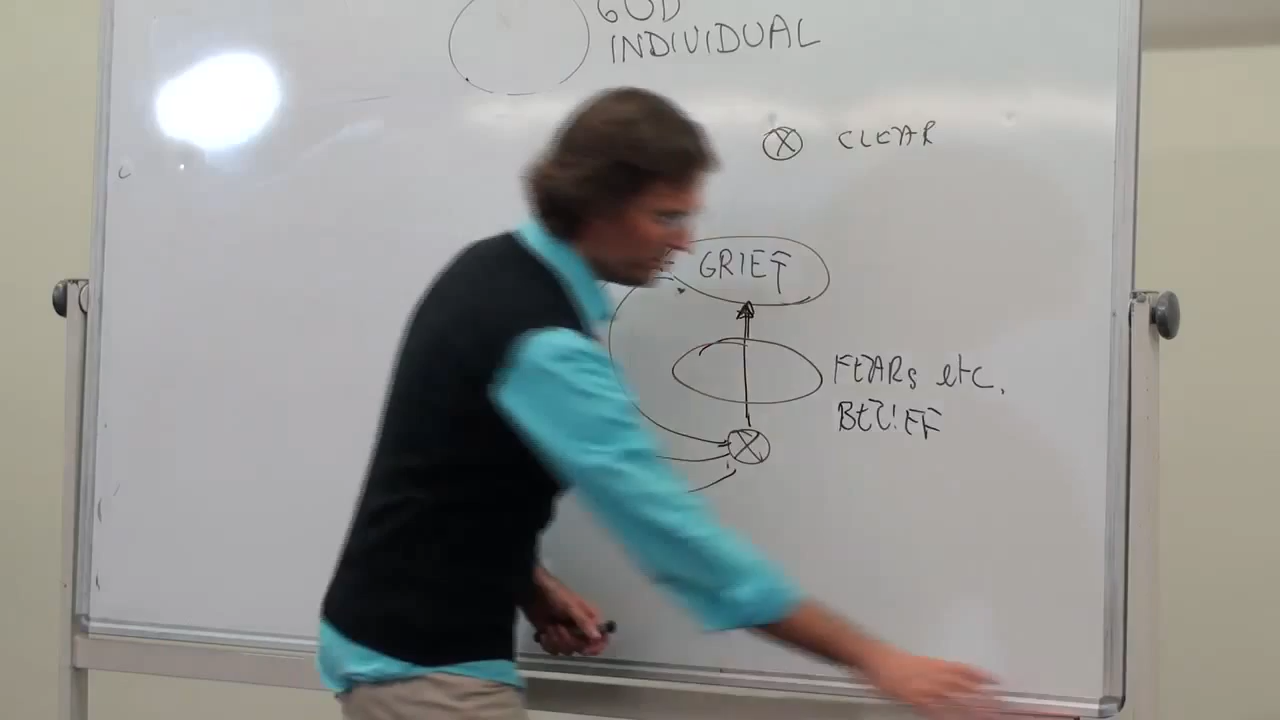 GOD
INDIVIDUAL
CLEAR
GRIEF
FEARs etc.
BELIEF